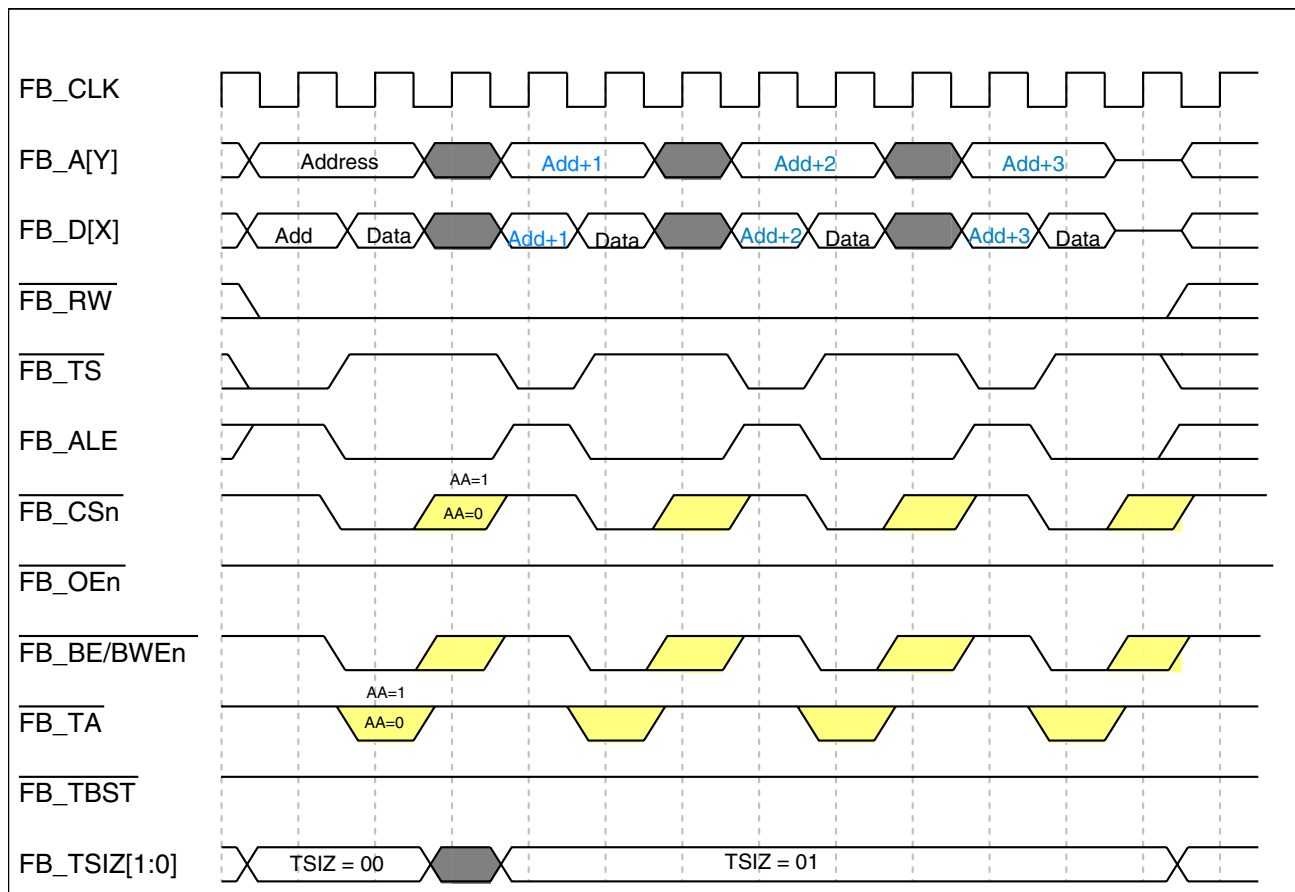 FB_CLK
FB_A[Y] Address Add+1 Add+2 Add+3
FB_D[X] Add Data Add+1 Data Add+2 Data Add+3 Data
FB_RW
FB_TS
FB_ALE
AA=1
FB_CSn AA=0
FB_OEn
FB_BE/BWEn
AA=1
FB_TA AA=0
FB_TBST
FB_TSIZ[1:0] TSIZ = 00 TSIZ = 01